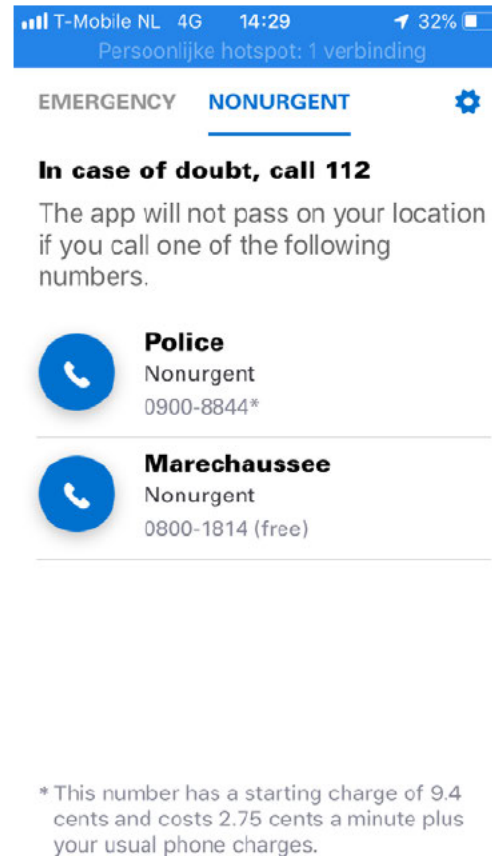 T-Mobile NL 4G 14:29 32%
Persoonlijke hotspot: 1 verbinding
EMERGENCY NONURGENT
In case of doubt, call 112
The app will not pass on your location
if you call one of the following
numbers.
Police
Nonurgent
0900-8844*
Marechaussee
Nonurgent
0800-1814 (free)
* This number has a starting charge of 9.4
cents and costs 2.75 cents a minute plus
your usual phone charges.